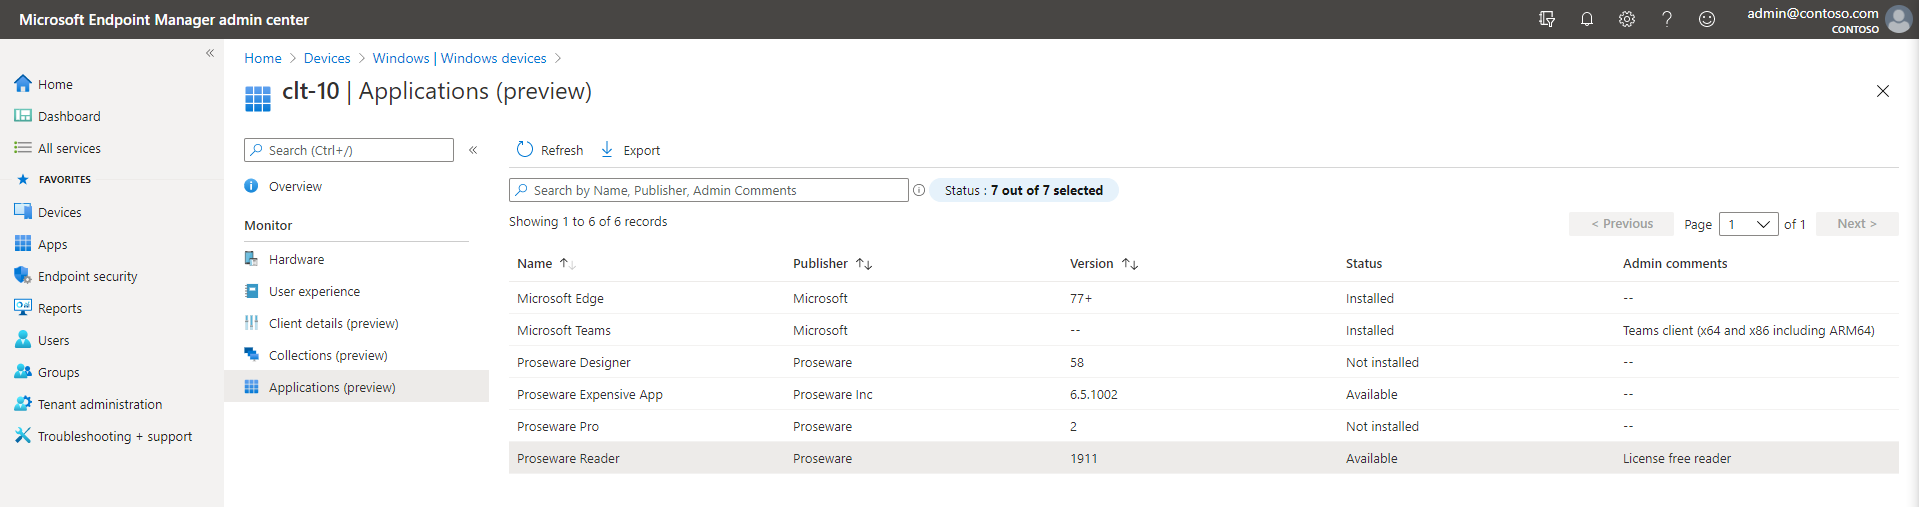 Microsoft Endpoint Manager admin center
admin@contoso.com
CONTOSO
Home
Dashboard
All services
FAVORITES
Devices
Apps
Endpoint security
Reports
Users
Groups
Tenant administration
Troubleshooting + support
Home > Devices > Windows | Windows devices >
clt-10 | Applications (preview)
Search (Ctrl+/)
Overview
Monitor
Hardware
User experience
Client details (preview)
Collections (preview)
Applications (preview)
Refresh Export
Search by Name, Publisher, Admin Comments
Status : 7 out of 7 selected
Showing 1 to 6 of 6 records
< Previous Page 1 of 1 Next >
Name Publisher Version Status Admin comments
Microsoft Edge Microsoft 77+ Installed --
Microsoft Teams Microsoft -- Installed Teams client (x64 and x86 including ARM64)
Proseware Designer Proseware 58 Not installed --
Proseware Expensive App Proseware Inc 6.5.1002 Available --
Proseware Pro Proseware 2 Not installed --
Proseware Reader Proseware 1911 Available License free reader